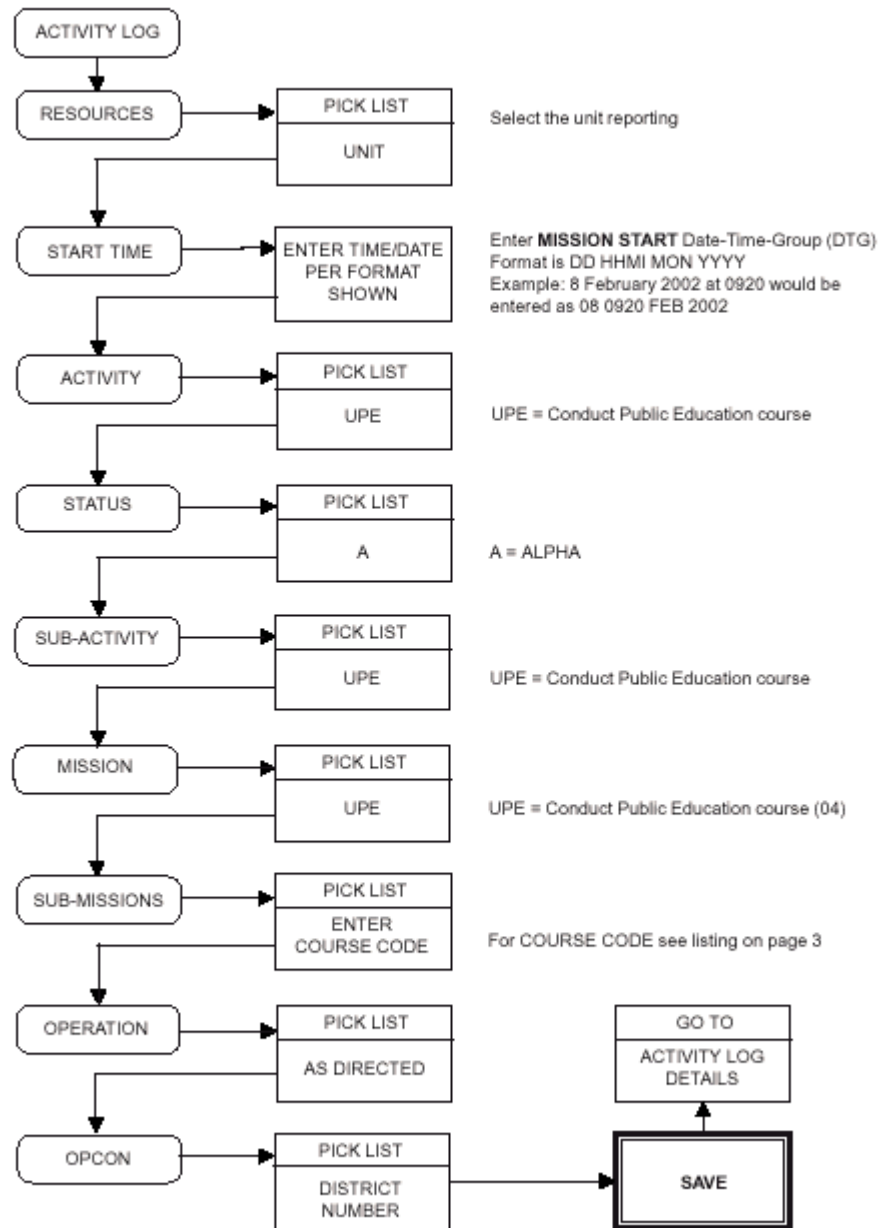 ACTIVITY LOG
RESOURCES
PICK LIST
UNIT
Select the unit reporting
START TIME
ENTER TIME/DATE
PER FORMAT
SHOWN
Enter MISSION START Date-Time-Group (DTG)
Format is DD HHMI MON YYYY
Example: 8 February 2002 at 0920 would be
entered as 08 0920 FEB 2002
ACTIVITY
PICK LIST
UPE
UPE = Conduct Public Education course
STATUS
PICK LIST
A
A = ALPHA
SUB-ACTIVITY
PICK LIST
UPE
UPE = Conduct Public Education course
MISSION
PICK LIST
UPE
UPE = Conduct Public Education course (04)
SUB-MISSIONS
PICK LIST
ENTER
COURSE CODE
For COURSE CODE see listing on page 3
OPERATION
PICK LIST
AS DIRECTED
GO TO
ACTIVITY LOG
DETAILS
OPCON
PICK LIST
DISTRICT
NUMBER
SAVE